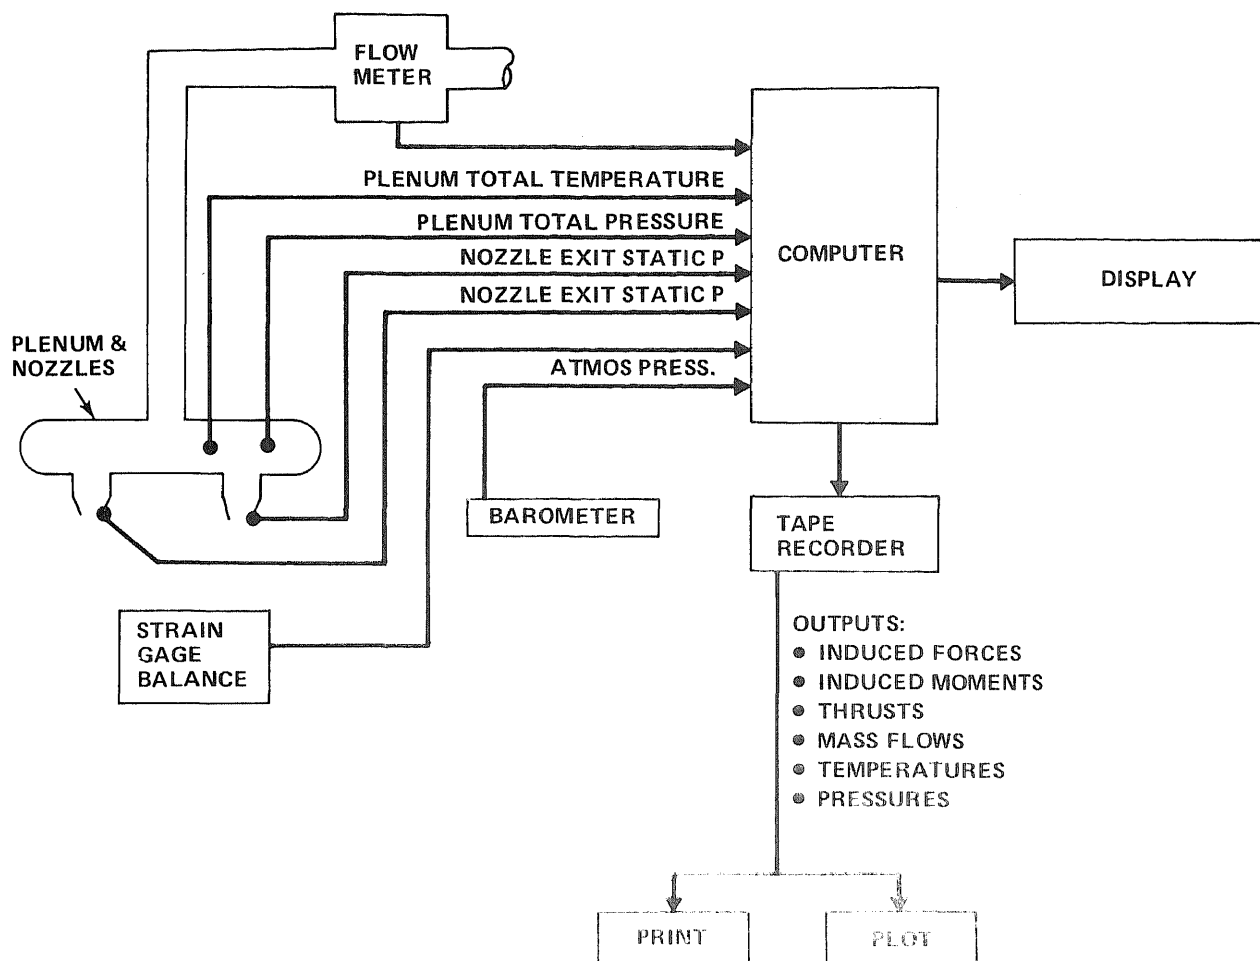 FLOW
METER
PLENUM TOTAL TEMPERATURE
PLENUM TOTAL PRESSURE
NOZZLE EXIT STATIC P
NOZZLE EXIT STATIC P
ATMOS PRESS.
COMPUTER
DISPLAY
PLENUM &
NOZZLES
BAROMETER
TAPE
RECORDER
STRAIN
GAGE
BALANCE
OUTPUTS:
● INDUCED FORCES
● INDUCED MOMENTS
● THRUSTS
● MASS FLOWS
● TEMPERATURES
● PRESSURES
PRINT
PLOT